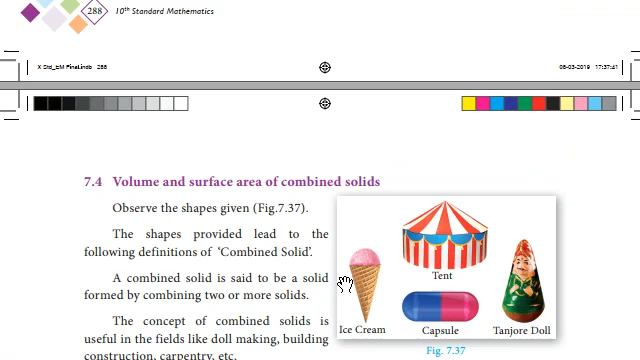 288 10th Standard Mathematics
X Std_EM Final.indb 288
08-03-2019 17:37:41
7.4 Volume and surface area of combined solids
Observe the shapes given (Fig.7.37).
The shapes provided lead to the
following definitions of ‘Combined Solid’.
A combined solid is said to be a solid
formed by combining two or more solids.
The concept of combined solids is
useful in the fields like doll making, building
construction, carpentry, etc.
Tent
Ice Cream
Capsule
Tanjore Doll
Fig. 7.37